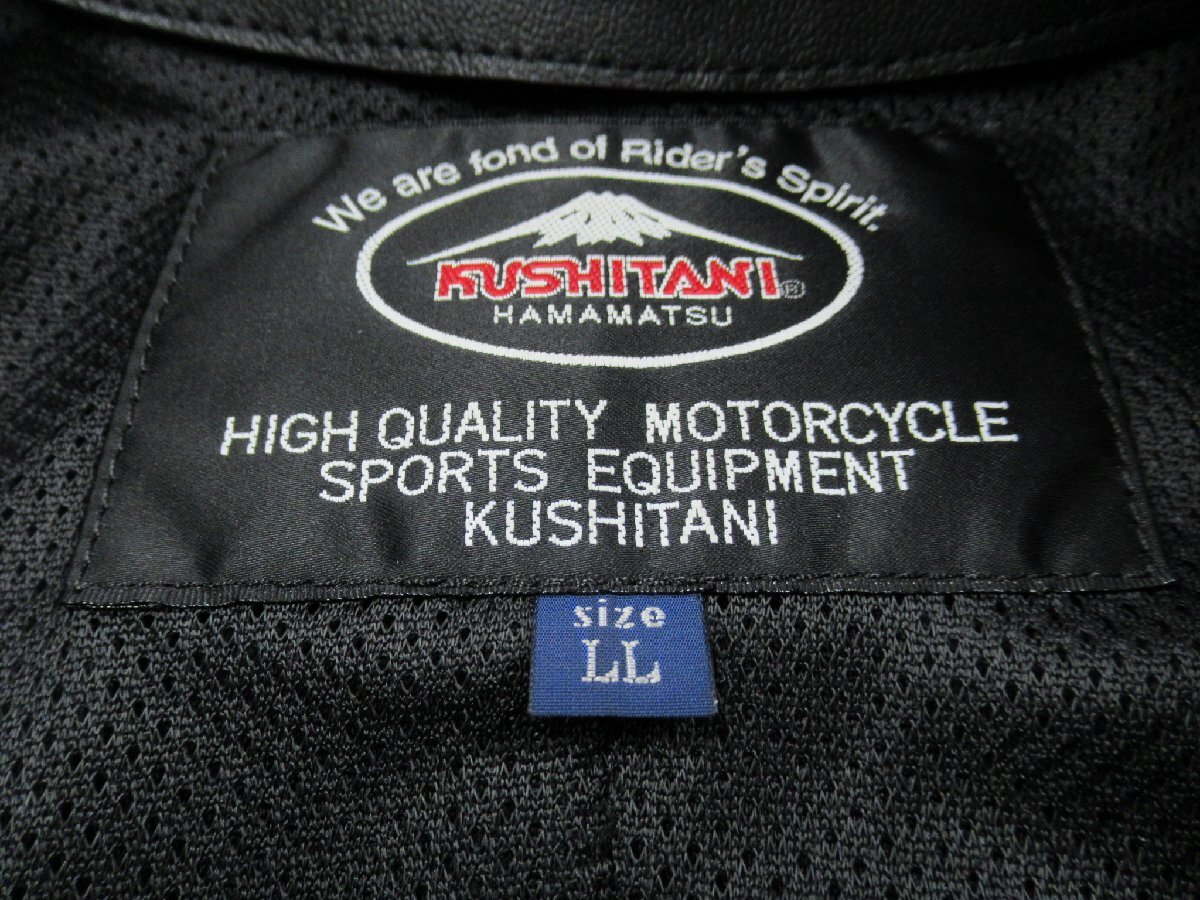 We are fond of Rider's Spirit.
KUSHITANI®
HAMAMATSU
HIGH QUALITY MOTORCYCLE
SPORTS EQUIPMENT
KUSHITANI
size
LL